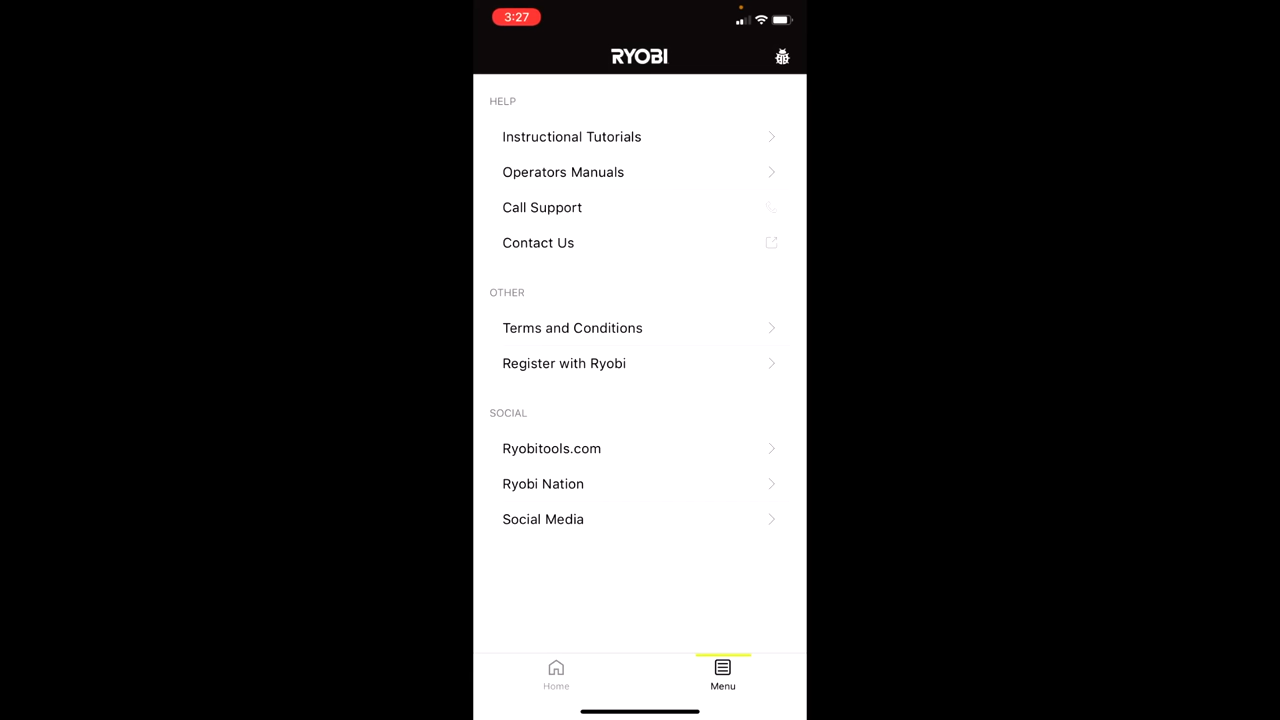 3:27
RYOBI
HELP
Instructional Tutorials
Operators Manuals
Call Support
Contact Us
OTHER
Terms and Conditions
Register with Ryobi
SOCIAL
Ryobitools.com
Ryobi Nation
Social Media
Home
Menu